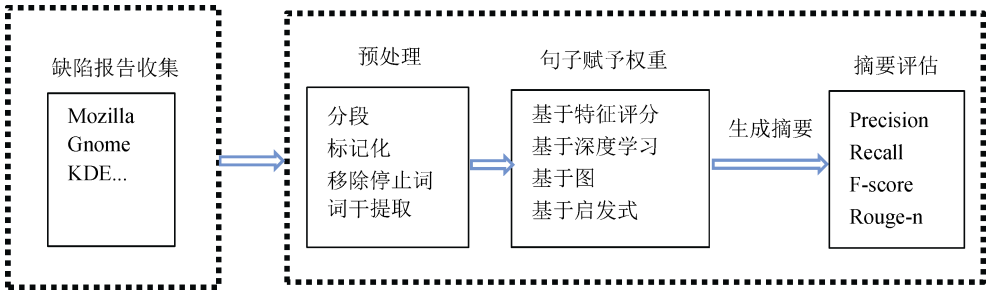 缺陷报告收集
Mozilla
Gnome
KDE...
预处理
分段
标记化
移除停止词
词干提取
句子赋予权重
基于特征评分
基于深度学习
基于图
基于启发式
生成摘要
摘要评估
Precision
Recall
F-score
Rouge-n